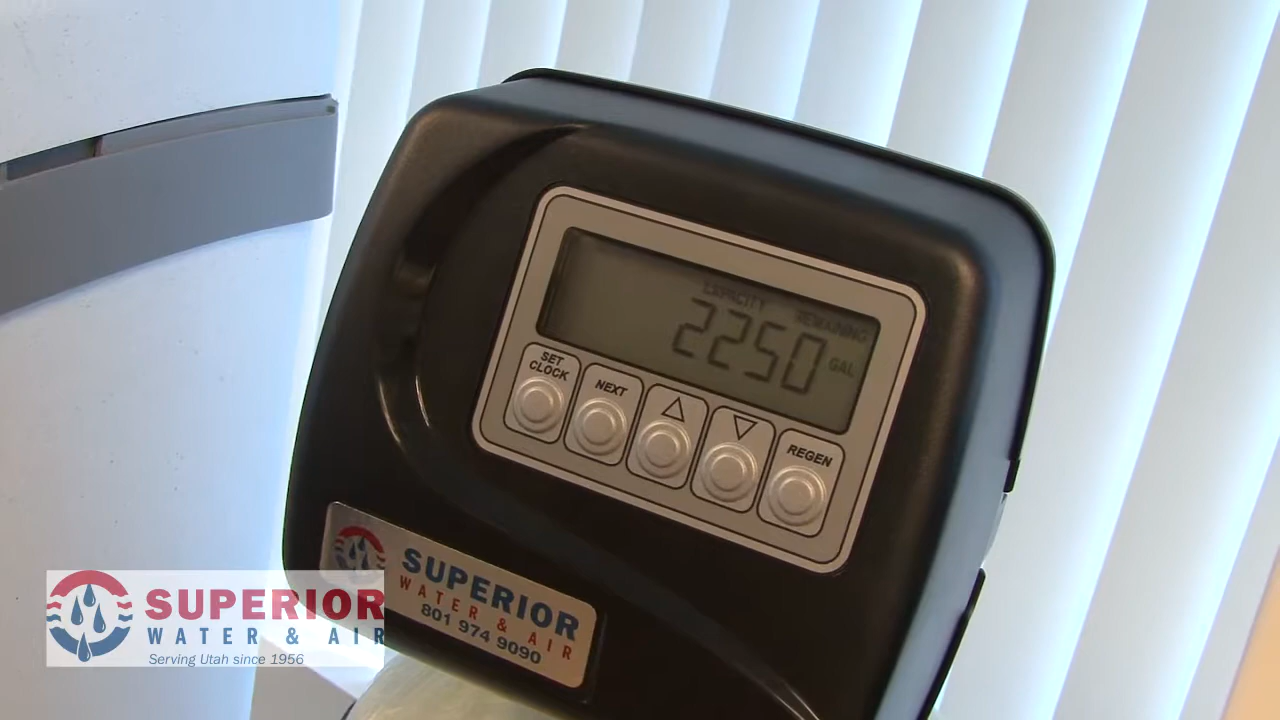 CAPACITY REMAINING
2250 GAL
SET CLOCK
NEXT
REGEN
SUPERIOR
WATER & AIR
801 974 9090
SUPERIOR
WATER & AIR
Serving Utah since 1956